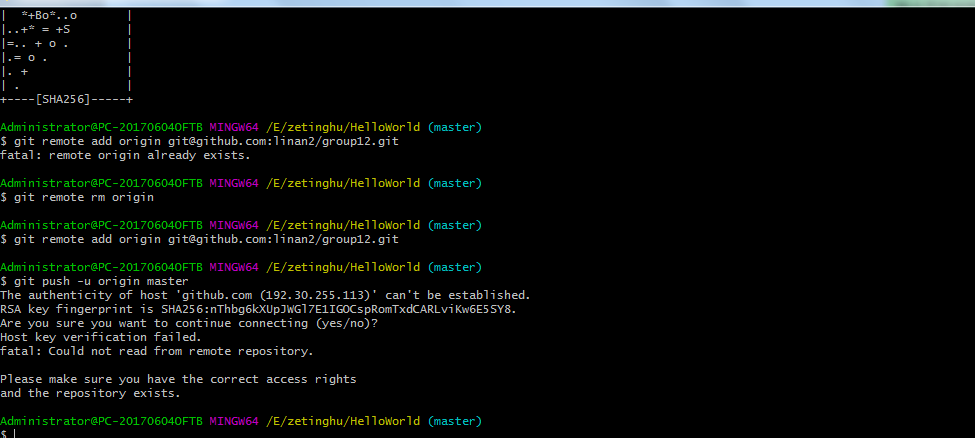 |  *+Bo*..o       |
|..+* = +S        |
|=.. + o .        |
|.= o .           |
|. +              |
| .               |
+----[SHA256]-----+
Administrator@PC-20170604OFTB MINGW64 /E/zetinghu/HelloWorld (master)
$ git remote add origin git@github.com:linan2/group12.git
fatal: remote origin already exists.
Administrator@PC-20170604OFTB MINGW64 /E/zetinghu/HelloWorld (master)
$ git remote rm origin
Administrator@PC-20170604OFTB MINGW64 /E/zetinghu/HelloWorld (master)
$ git remote add origin git@github.com:linan2/group12.git
Administrator@PC-20170604OFTB MINGW64 /E/zetinghu/HelloWorld (master)
$ git push -u origin master
The authenticity of host 'github.com (192.30.255.113)' can't be established.
RSA key fingerprint is SHA256:nThbg6kXUpJWGl7E1IGOCspRomTxdCARLviKw6E5SY8.
Are you sure you want to continue connecting (yes/no)?
Host key verification failed.
fatal: Could not read from remote repository.
Please make sure you have the correct access rights
and the repository exists.
Administrator@PC-20170604OFTB MINGW64 /E/zetinghu/HelloWorld (master)
$